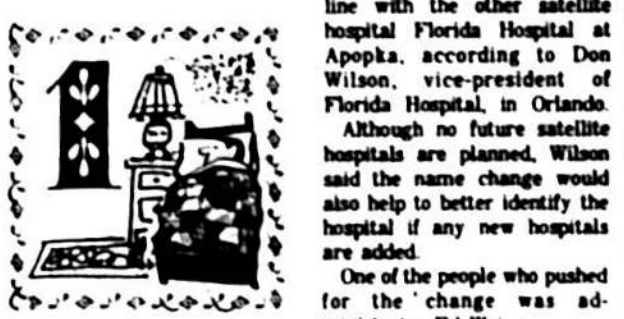 1
line with the other satellite
hospital Florida Hospital at
Apopka, according to Don
Wilson, vice-president of
Florida Hospital, in Orlando.
Although no future satellite
hospitals are planned, Wilson
said the name change would
also help to better identify the
hospital if any new hospitals
are added.
One of the people who pushed
for the change was ad-